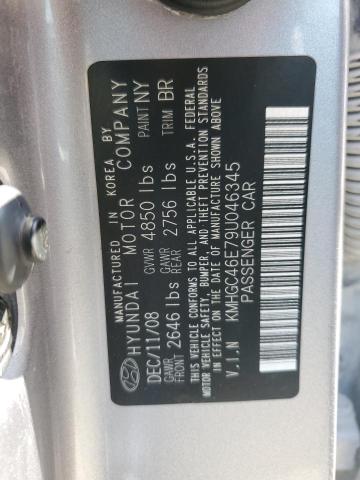 MANUFACTURED IN KOREA BY
HYUNDAI MOTOR COMPANY
DEC/11/08 GVWR 4850 lbs PAINT NY
GAWR FRONT 2646 lbs GAWR REAR 2756 lbs TRIM BR
THIS VEHICLE CONFORMS TO ALL APPLICABLE U.S.A. FEDERAL
MOTOR VEHICLE SAFETY, BUMPER, AND THEFT PREVENTION STANDARDS
IN EFFECT ON THE DATE OF MANUFACTURE SHOWN ABOVE
V.I.N KMHGC46E79U046345
PASSENGER CAR